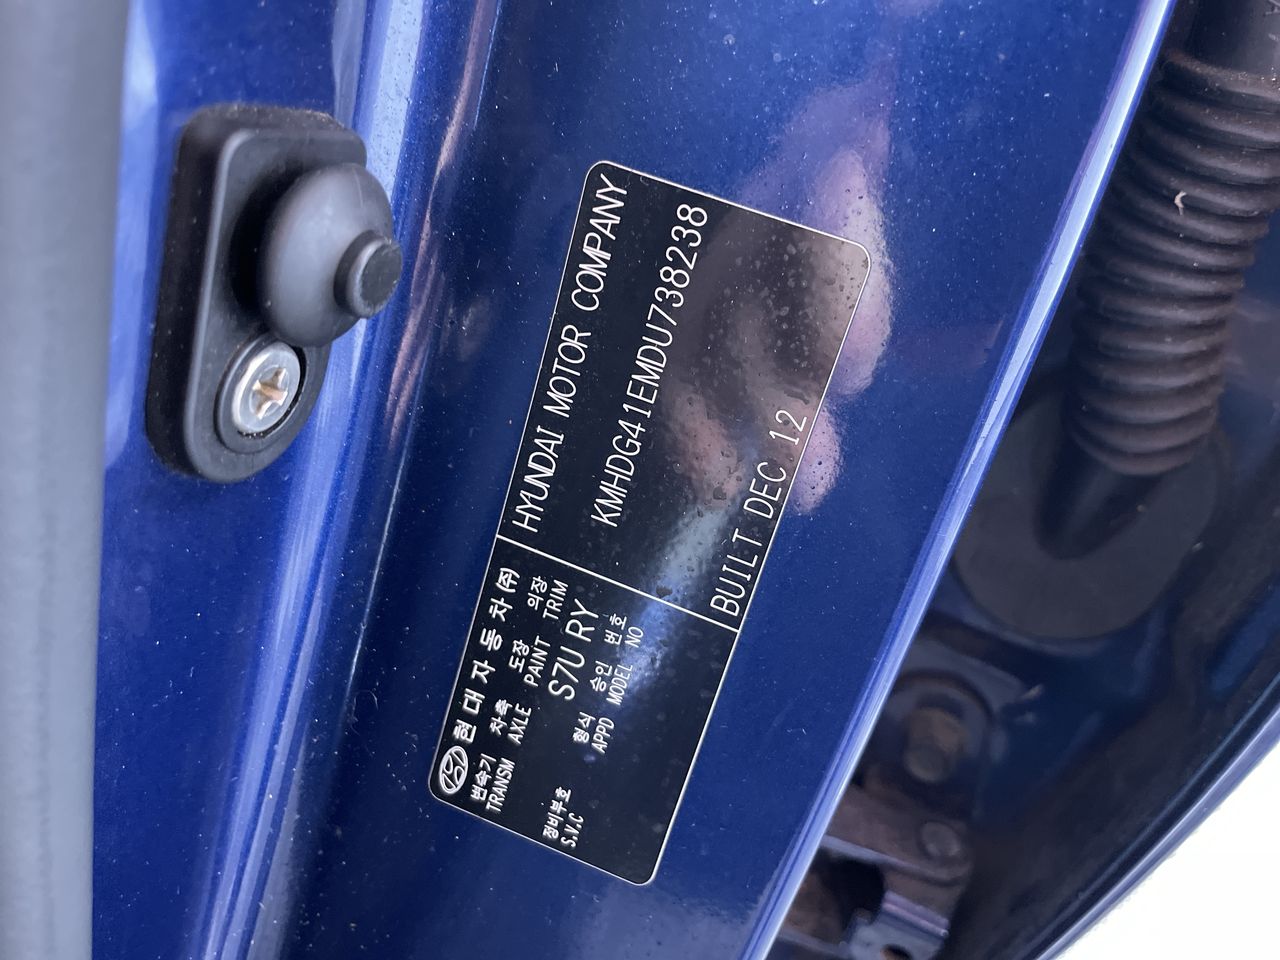 현대자동차(주)
HYUNDAI MOTOR COMPANY
변속기 차축 도장 의장
TRANSM AXLE PAINT TRIM
S7U RY
KMHDG41EMDU738238
정비부호
S.V.C
형식 승인 번호
APPD MODEL NO
BUILT DEC 12